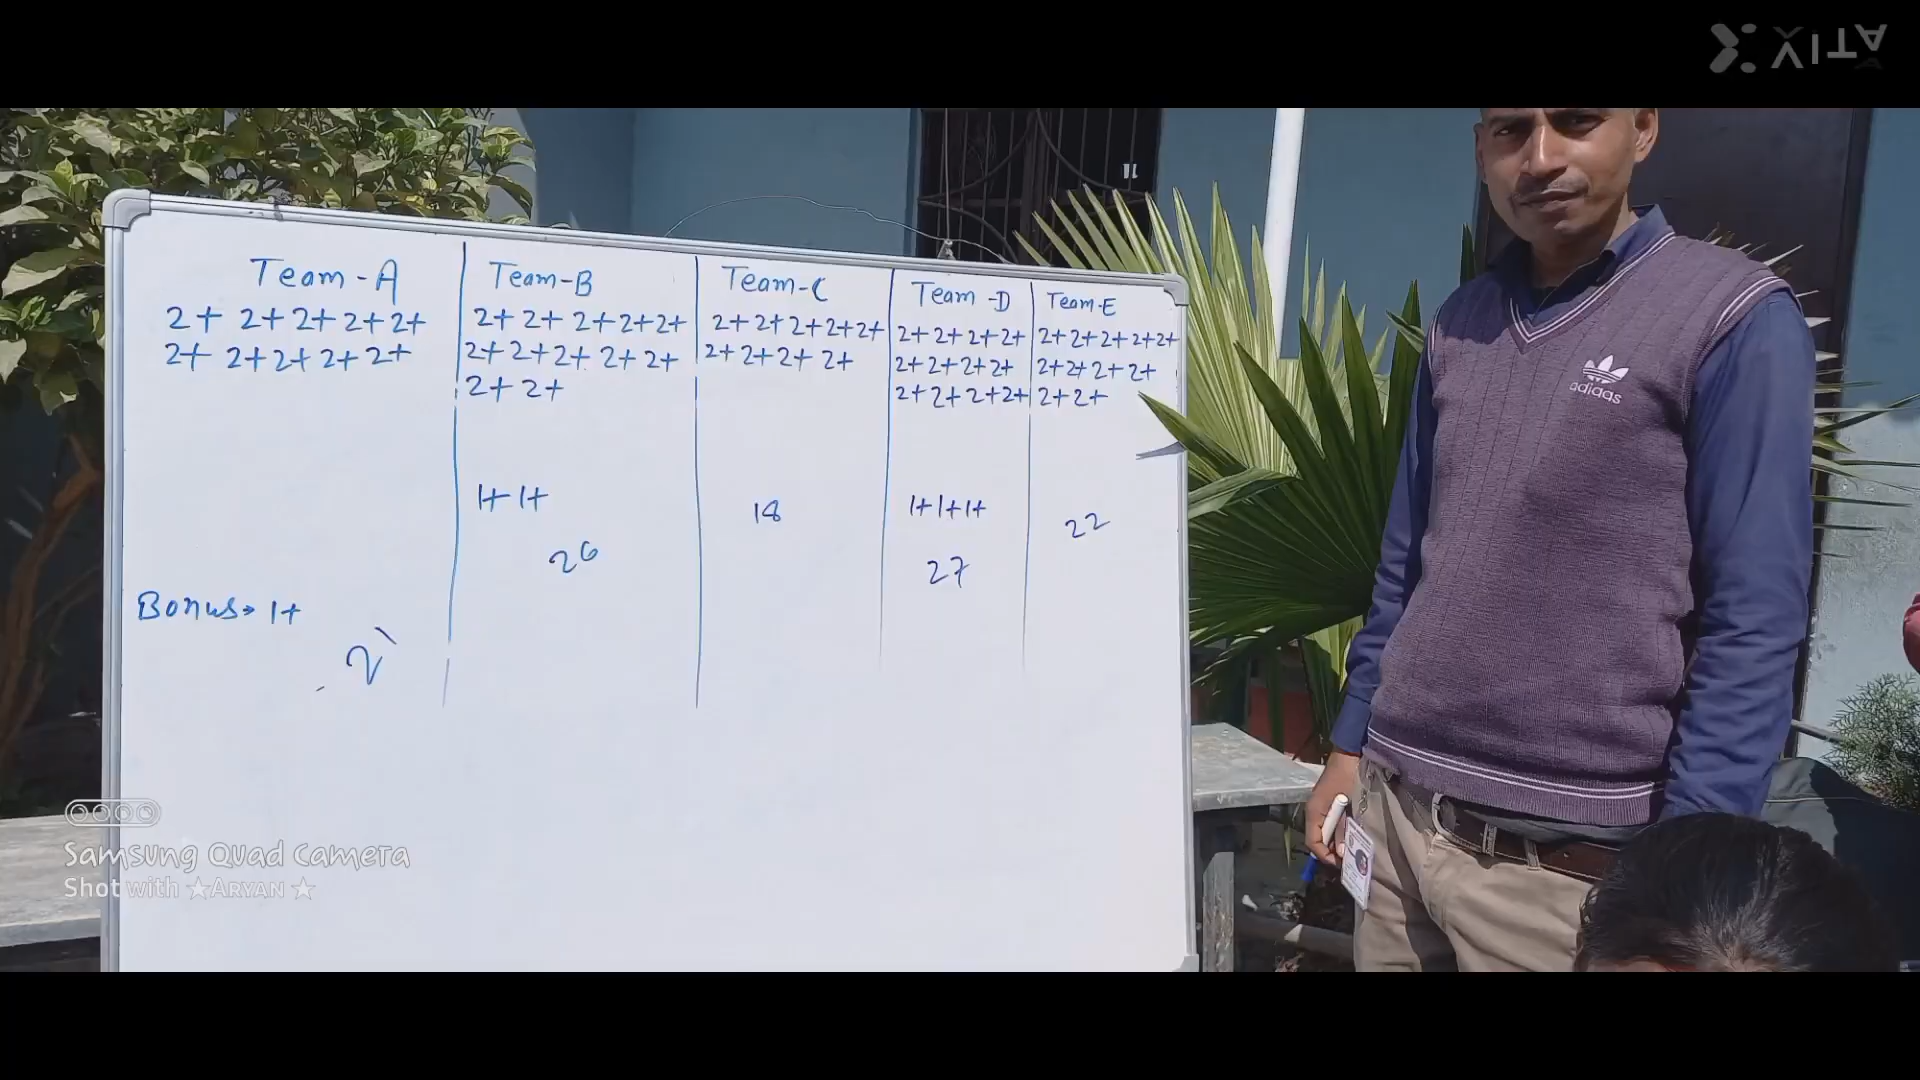 Team-A
2+ 2+2+2+2+
2+ 2+2+2+2+
Bonus 1+
21
Team-B
2+2+2+2+2+
2+2+2+2+2+
2+2+
1+1+
26
Team-C
2+2+2+2+2+
2+2+2+2+
18
Team-D
2+2+2+2+
2+2+2+2+
2+2+2+2+
1+1+1+
27
Team-E
2+2+2+2+2+
2+2+2+2+
2+2+
22
adidas
Samsung Quad Camera
Shot with ★ARYAN★